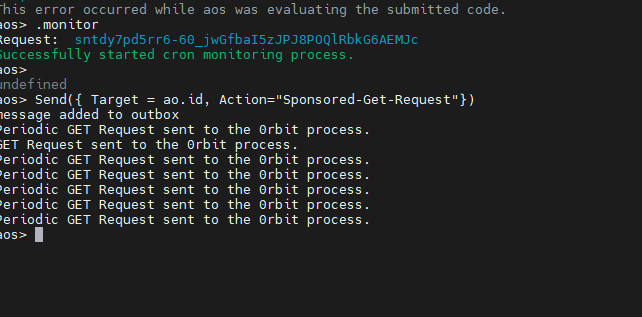 This error occurred while aos was evaluating the submitted code.
aos> .monitor
Request:  sntdy7pd5rr6-60_jwGfbaI5zJPJ8POQlRbkG6AEMJc
Successfully started cron monitoring process.
aos>
undefined
aos> Send({ Target = ao.id, Action="Sponsored-Get-Request"})
message added to outbox
Periodic GET Request sent to the 0rbit process.
GET Request sent to the 0rbit process.
Periodic GET Request sent to the 0rbit process.
Periodic GET Request sent to the 0rbit process.
Periodic GET Request sent to the 0rbit process.
Periodic GET Request sent to the 0rbit process.
Periodic GET Request sent to the 0rbit process.
aos>